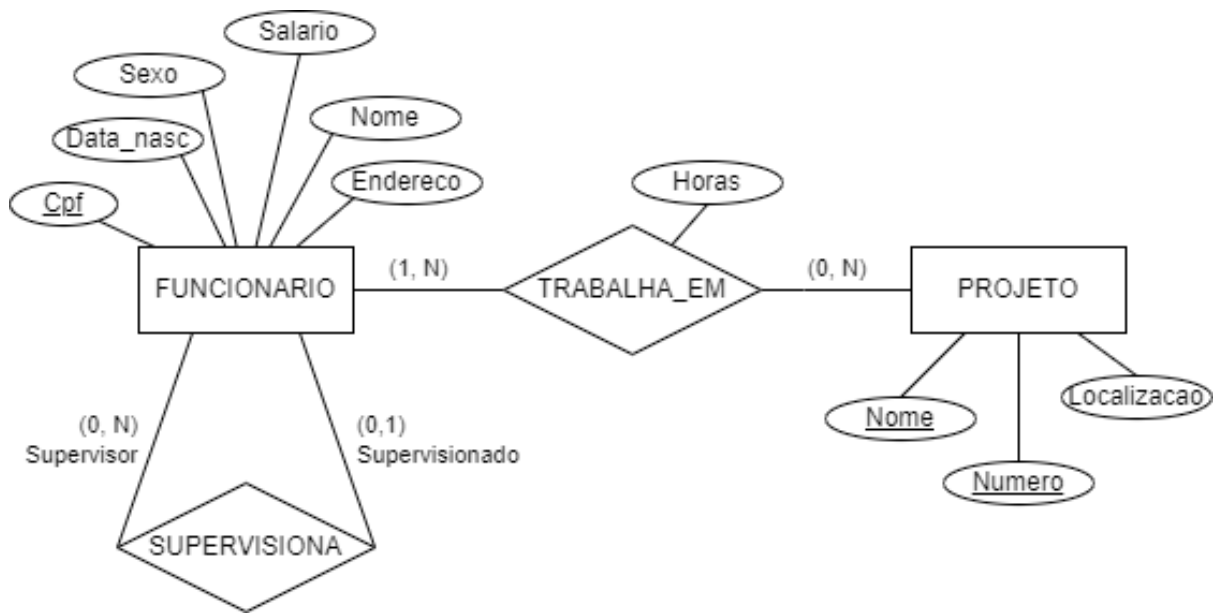 Salario
Sexo
Nome
Data_nasc
Endereco
Horas
Cpf
(1, N)
(0, N)
FUNCIONARIO
TRABALHA_EM
PROJETO
Localizacao
Nome
(0, N)
Supervisor
(0,1)
Supervisionado
Numero
SUPERVISIONA